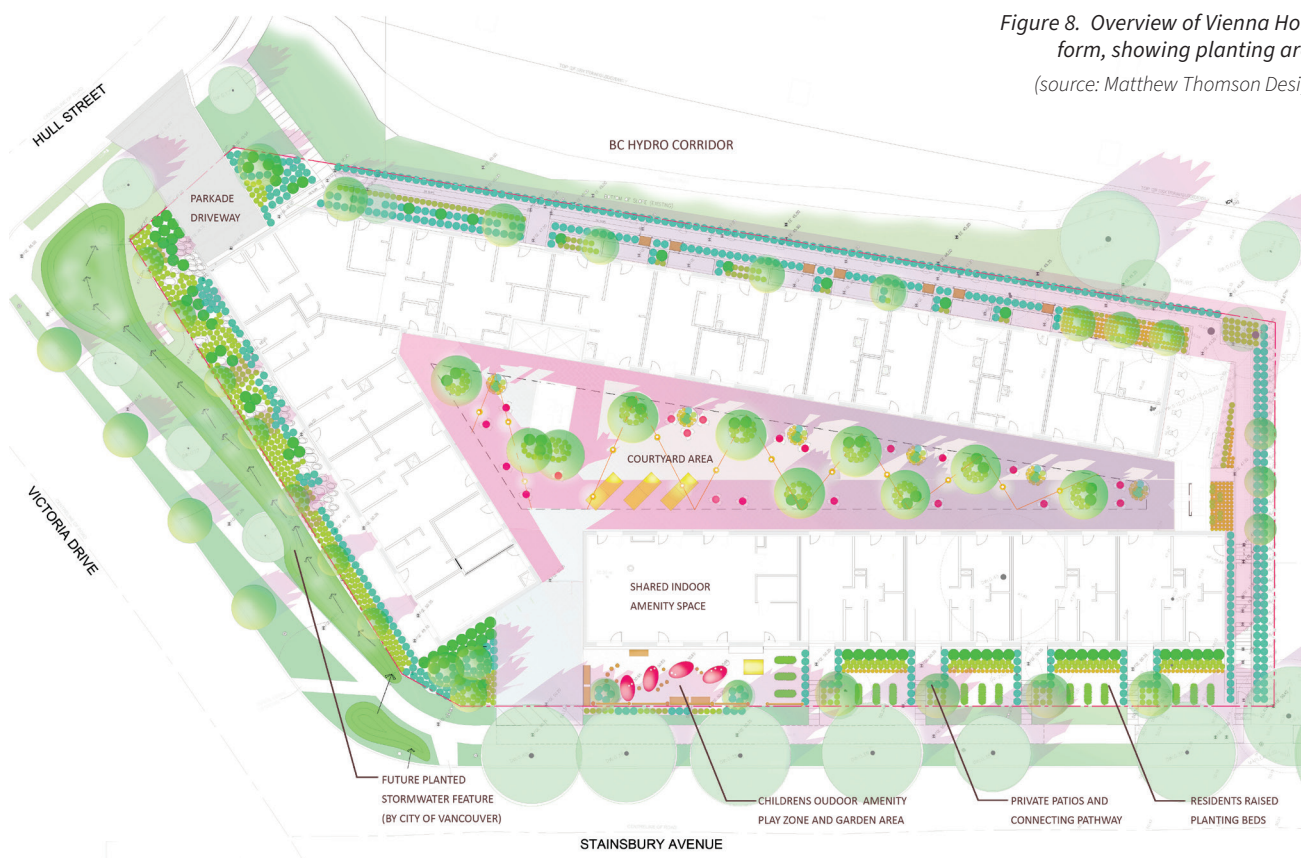 Figure 8. Overview of Vienna Ho
form, showing planting ar
(source: Matthew Thomson Desi
HULL STREET
BC HYDRO CORRIDOR
PARKADE
DRIVEWAY
COURTYARD AREA
VICTORIA DRIVE
SHARED INDOOR
AMENITY SPACE
FUTURE PLANTED
STORMWATER FEATURE
(BY CITY OF VANCOUVER)
CHILDRENS OUDOOR AMENITY
PLAY ZONE AND GARDEN AREA
PRIVATE PATIOS AND
CONNECTING PATHWAY
RESIDENTS RAISED
PLANTING BEDS
STAINSBURY AVENUE